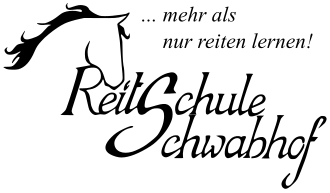 ... mehr als
nur reiten lernen!
ReitSchule
Schwabhof